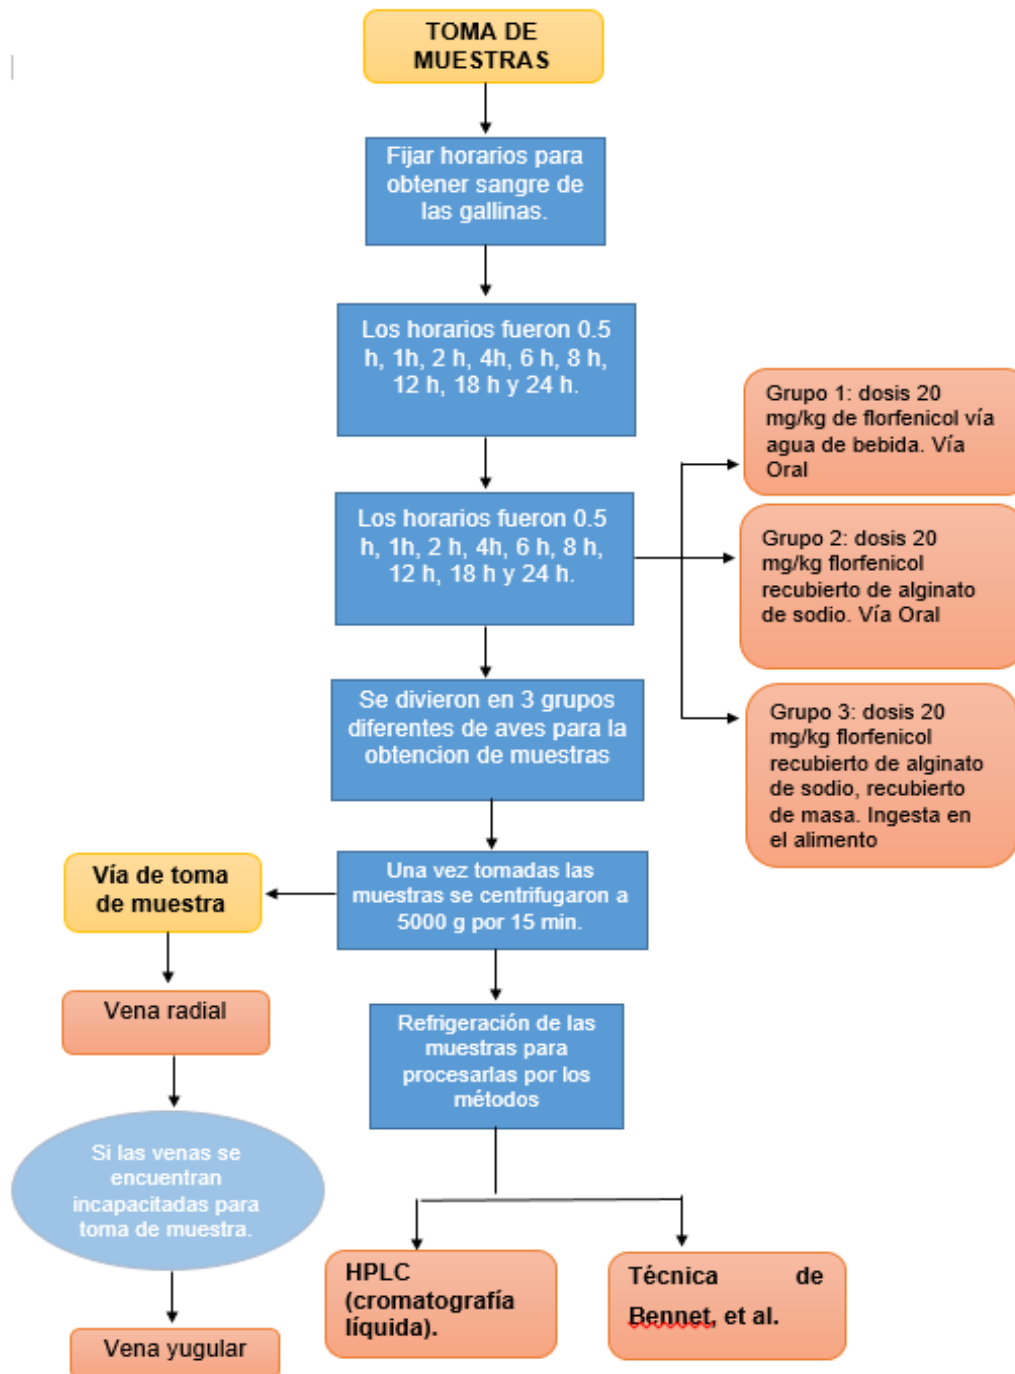 TOMA DE
MUESTRAS
Fijar horarios para
obtener sangre de
las gallinas.
Los horarios fueron 0.5
h, 1h, 2 h, 4h, 6 h, 8 h,
12 h, 18 h y 24 h.
Los horarios fueron 0.5
h, 1h, 2 h, 4h, 6 h, 8 h,
12 h, 18 h y 24 h.
Grupo 1: dosis 20
mg/kg de florfenicol vía
agua de bebida. Vía
Oral
Grupo 2: dosis 20
mg/kg florfenicol
recubierto de alginato
de sodio. Vía Oral
Grupo 3: dosis 20
mg/kg florfenicol
recubierto de alginato
de sodio, recubierto
de masa. Ingesta en
el alimento
Se divieron en 3 grupos
diferentes de aves para la
obtencion de muestras
Una vez tomadas las
muestras se centrifugaron a
5000 g por 15 min.
Vía de toma
de muestra
Vena radial
Si las venas se
encuentran
incapacitadas para
toma de muestra.
Vena yugular
Refrigeración de las
muestras para
procesarlas por los
métodos
HPLC
(cromatografía
líquida).
Técnica de
Bennet, et al.